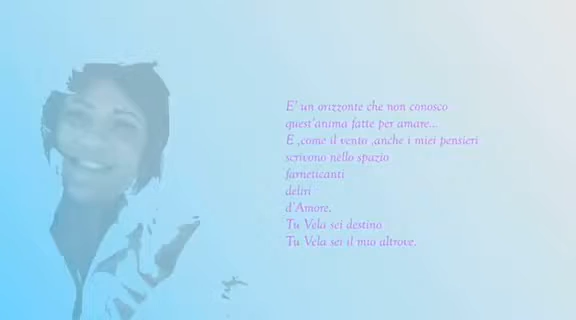 E' un orizzonte che non conosco
quest'anima fatte per amare...
E ,come il vento ,anche i miei pensieri
scrivono nello spazio
farneticanti
deliri
d'Amore.
Tu Vela sei destino
Tu Vela sei il mio altrove.